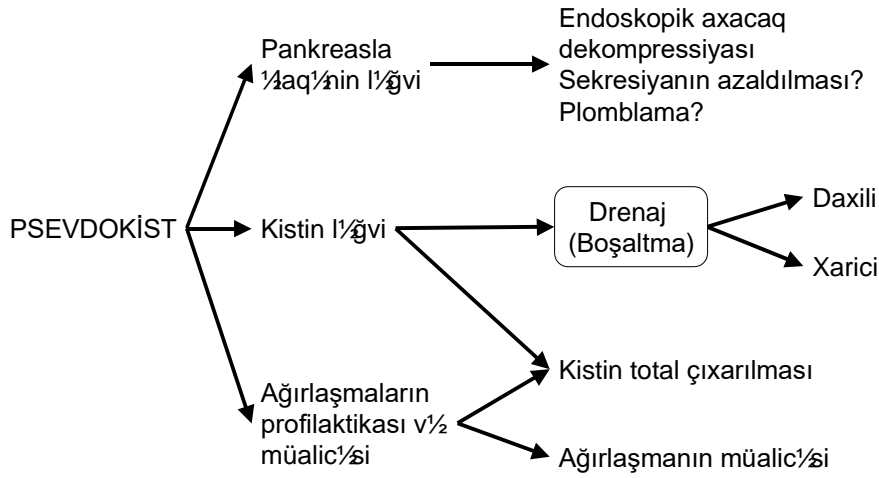 Pankreasla
½laq½nin l½ğvi
Endoskopik axacaq
dekompressiyası
Sekresiyanın azaldılması?
Plomblama?
PSEVDOKİST
Kistin l½ğvi
Drenaj
(Boşaltma)
Daxili
Xarici
Kistin total çıxarılması
Ağırlaşmaların
profilaktikası v½
müalic½si
Ağırlaşmanın müalic½si